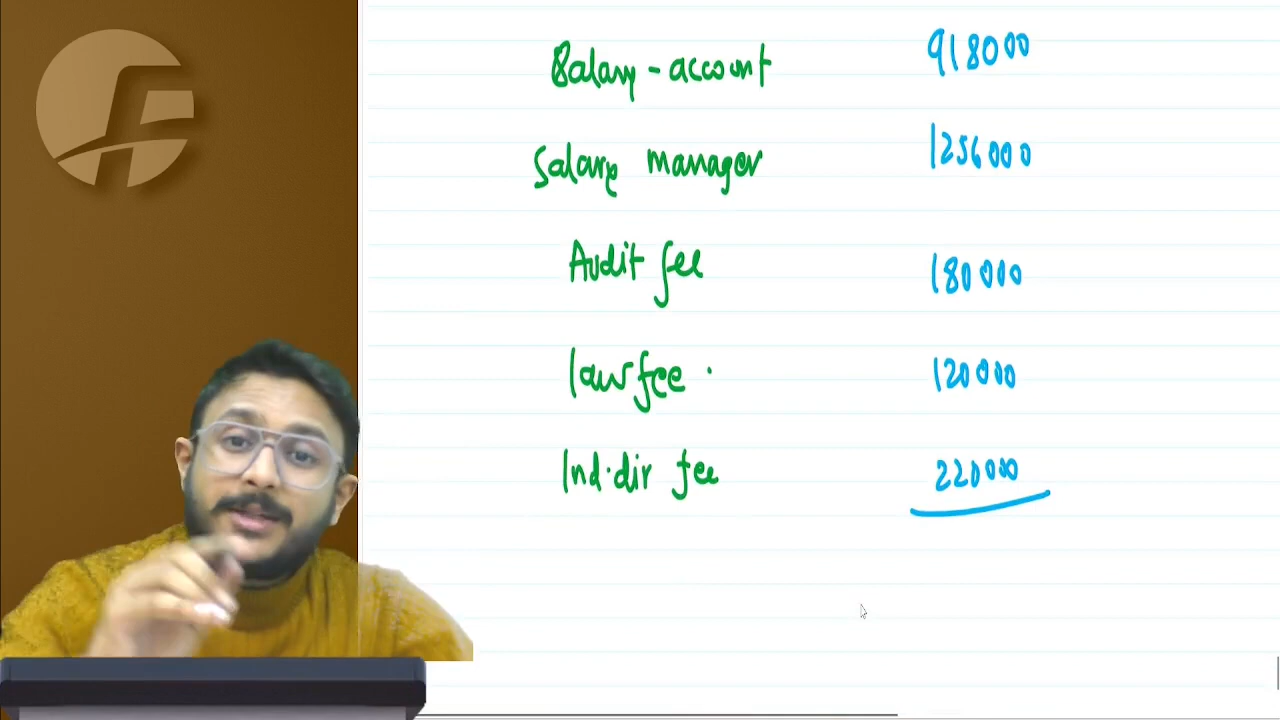 Salary - account 918000
Salary manager 1256000
Audit fee 180000
law fee . 120000
Ind. dir fee 220000